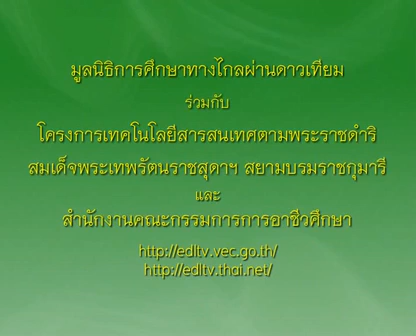 มูลนิธิการศึกษาทางไกลผ่านดาวเทียม
ร่วมกับ
โครงการเทคโนโลยีสารสนเทศตามพระราชดำริ
สมเด็จพระเทพรัตนราชสุดาฯ สยามบรมราชกุมารี
และ
สำนักงานคณะกรรมการการอาชีวศึกษา
http://edltv.vec.go.th/
http://edltv.thai.net/